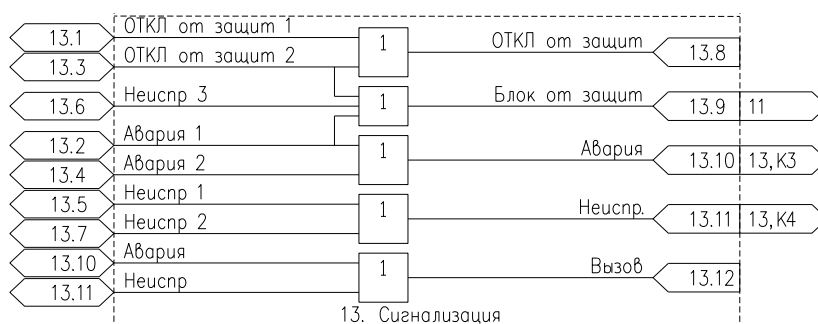 13.1 ОТКЛ от защит 1 1 ОТКЛ от защит 13.8
13.3 ОТКЛ от защит 2
13.6 Неиспр 3 1 Блок от защит 13.9 11
13.2 Авария 1
1 Авария 13.10 13,К3
13.4 Авария 2
13.5 Неиспр 1
1 Неиспр. 13.11 13,К4
13.7 Неиспр 2
13.10 Авария
1 Вызов 13.12
13.11 Неиспр
13. Сигнализация